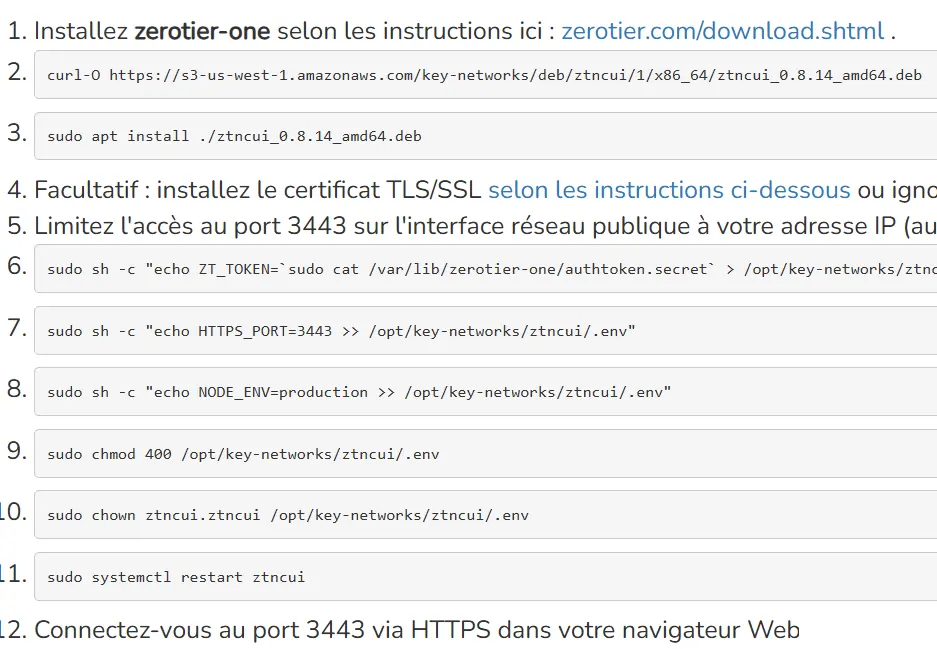 1. Installez zerotier-one selon les instructions ici : zerotier.com/download.shtml .
2. curl-O https://s3-us-west-1.amazonaws.com/key-networks/deb/ztncui/1/x86_64/ztncui_0.8.14_amd64.deb
3. sudo apt install ./ztncui_0.8.14_amd64.deb
4. Facultatif : installez le certificat TLS/SSL selon les instructions ci-dessous ou igno
5. Limitez l'accès au port 3443 sur l'interface réseau publique à votre adresse IP (au
6. sudo sh -c "echo ZT_TOKEN=`sudo cat /var/lib/zerotier-one/authtoken.secret` > /opt/key-networks/ztnc
7. sudo sh -c "echo HTTPS_PORT=3443 >> /opt/key-networks/ztncui/.env"
8. sudo sh -c "echo NODE_ENV=production >> /opt/key-networks/ztncui/.env"
9. sudo chmod 400 /opt/key-networks/ztncui/.env
10. sudo chown ztncui.ztncui /opt/key-networks/ztncui/.env
11. sudo systemctl restart ztncui
12. Connectez-vous au port 3443 via HTTPS dans votre navigateur Web